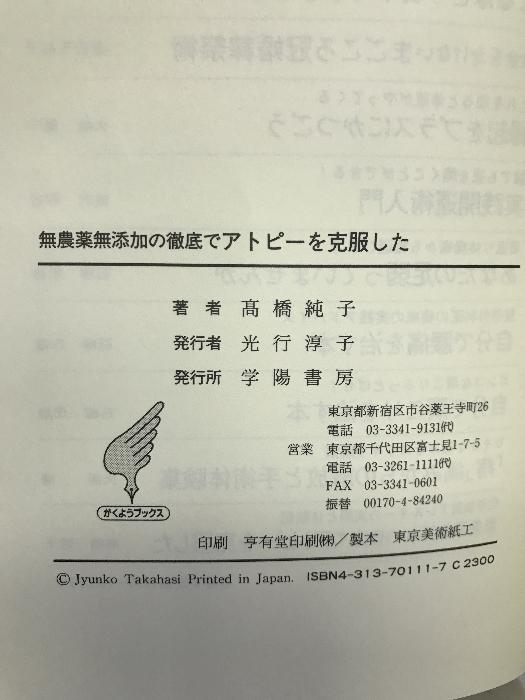 無農薬無添加の徹底でアトピーを克服した
著者 髙橋純子
発行者 光行淳子
発行所 学陽書房
東京都新宿区市谷薬王寺町26
電話 03-3341-9131㈹
営業 東京都千代田区富士見1-7-5
電話 03-3261-1111㈹
FAX 03-3341-0601
振替 00170-4-84240
がくようブックス
印刷 亨有堂印刷㈱/製本 東京美術紙工
© Jyunko Takahasi Printed in Japan. ISBN4-313-70111-7 C2300